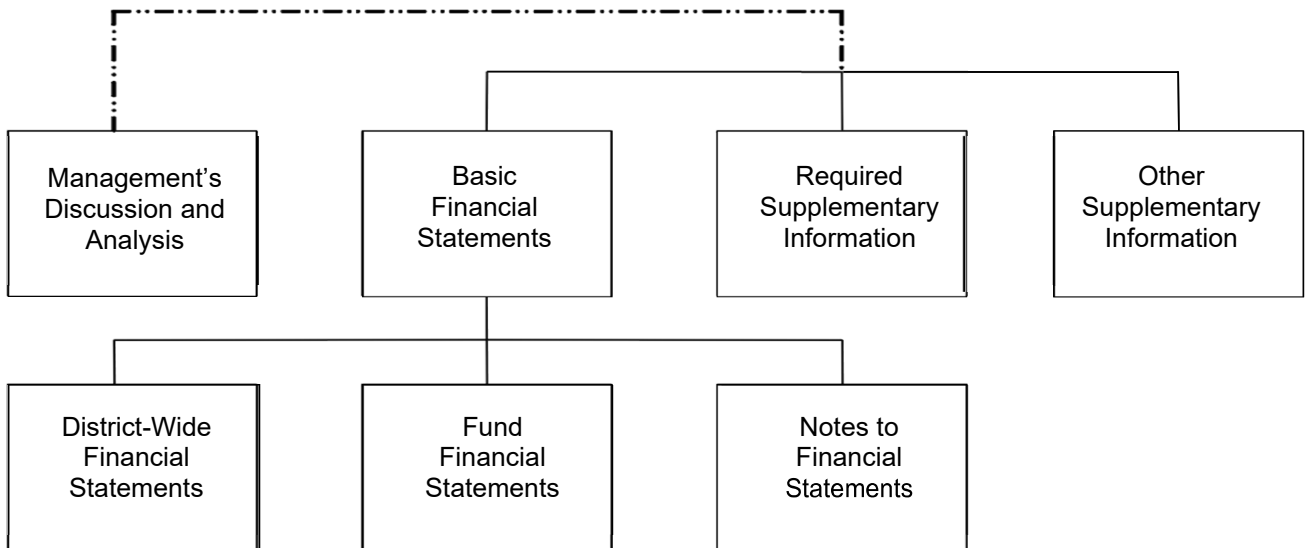 Management’s
Discussion and
Analysis
Basic
Financial
Statements
Required
Supplementary
Information
Other
Supplementary
Information
District-Wide
Financial
Statements
Fund
Financial
Statements
Notes to
Financial
Statements